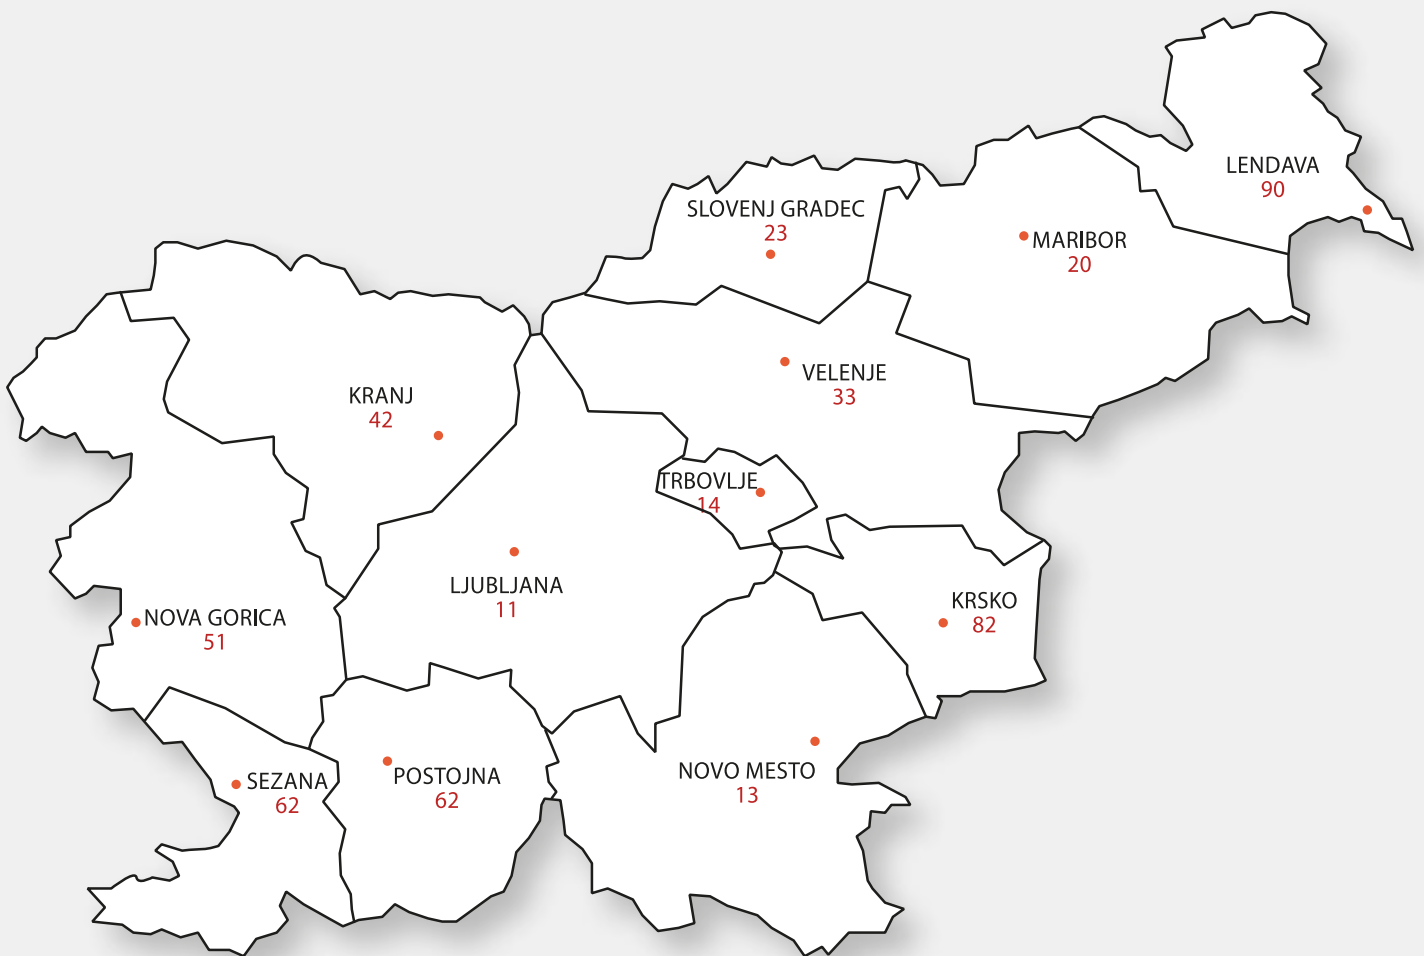 LENDAVA
90
SLOVENJ GRADEC
23
MARIBOR
20
VELENJE
33
KRANJ
42
TRBOVLJE
14
LJUBLJANA
11
KRSKO
82
NOVA GORICA
51
NOVO MESTO
13
POSTOJNA
62
SEZANA
62